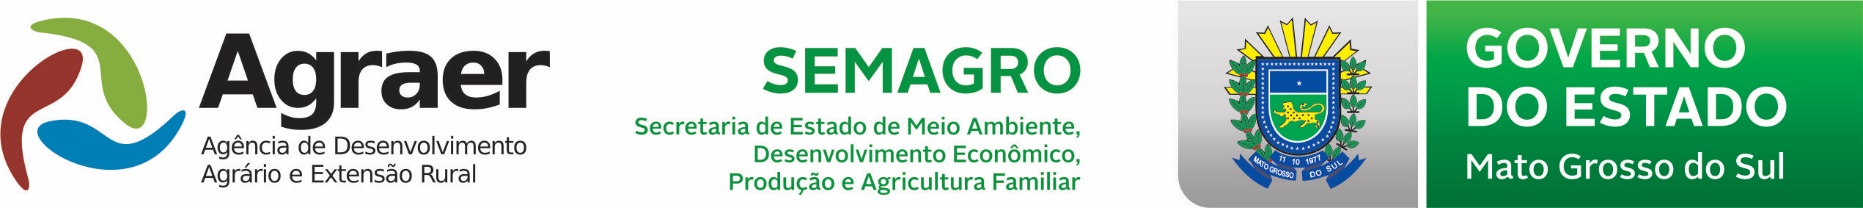 Agraer
Agência de Desenvolvimento
Agrário e Extensão Rural
SEMAGRO
Secretaria de Estado de Meio Ambiente,
Desenvolvimento Econômico,
Produção e Agricultura Familiar
11 10 1977
MATO GROSSO DO SUL
GOVERNO
DO ESTADO
Mato Grosso do Sul